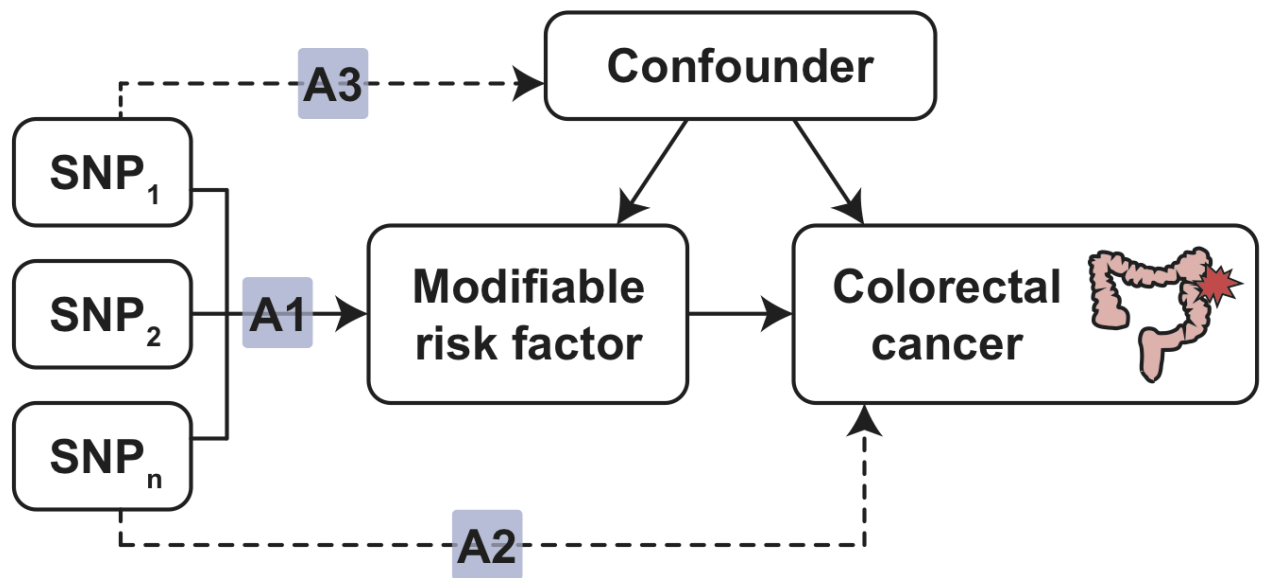 A3
Confounder
SNP₁
SNP₂
SNPₙ
A1
Modifiable
risk factor
Colorectal
cancer
A2